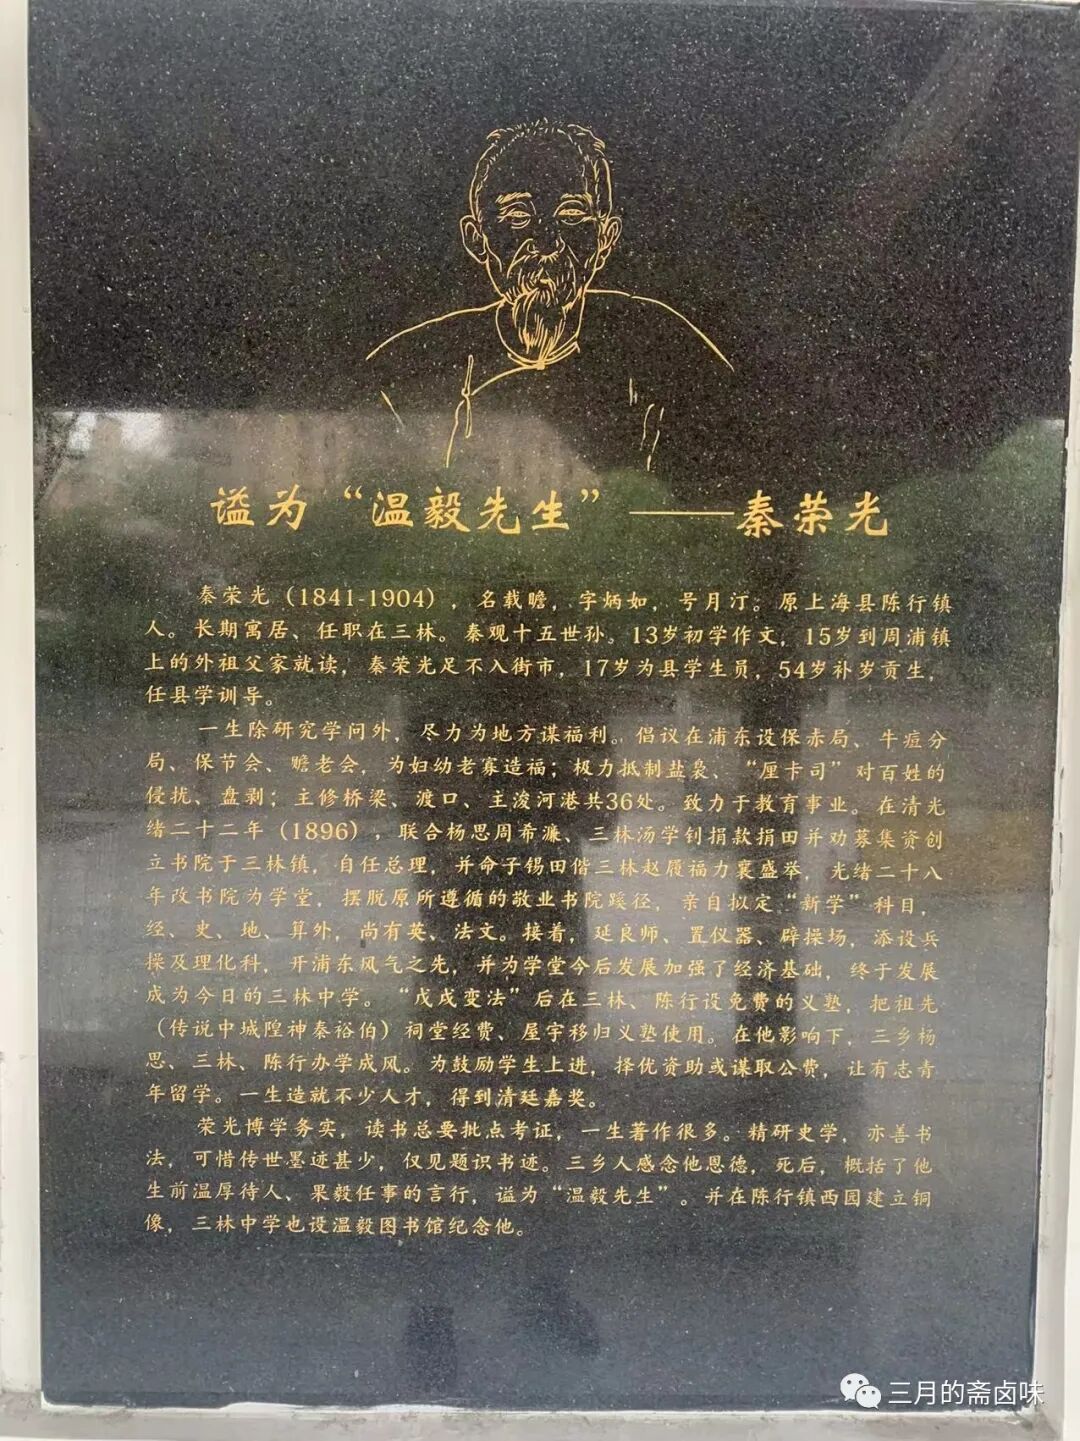 谥为“温毅先生”——秦荣光
秦荣光（1841-1904），名载瞻，字炳如，号月汀。原上海县陈行镇
人。长期寓居、任职在三林。秦观十五世孙。13岁初学作文，15岁到周浦镇
上的外祖父家就读，秦荣光足不入街市，17岁为县学生员，54岁补岁贡生，
任县学训导。
一生除研究学问外，尽力为地方谋福利。倡议在浦东设保赤局、牛痘分
局、保节会、赡老会，为妇幼老寡造福；极力抵制盐枭、“厘卡司”对百姓的
侵扰、盘剥；主修桥梁、渡口、主浚河港共36处。致力于教育事业。在清光
绪二十二年（1896），联合杨思周希濂、三林汤学钊捐款捐田并劝募集资创
立书院于三林镇，自任总理，并命子锡田偕三林赵履福力襄盛举，光绪二十八
年改书院为学堂，摆脱原所遵循的敬业书院蹊径，亲自拟定“新学”科目，
经、史、地、算外，尚有英、法文。接着，延良师、置仪器、辟操场，添设兵
操及理化科，开浦东风气之先，并为学堂今后发展加强了经济基础，终于发展
成为今日的三林中学。“戊戌变法”后在三林、陈行设免费的义塾，把祖先
（传说中城隍神秦裕伯）祠堂经费、屋宇移归义塾使用。在他影响下，三乡杨
思、三林、陈行办学成风。为鼓励学生上进，择优资助或谋取公费，让有志青
年留学。一生造就不少人才，得到清廷嘉奖。
荣光博学务实，读书总要批点考证，一生著作很多。精研史学，亦善书
法，可惜传世墨迹甚少，仅见题识书迹。三乡人感念他恩德，死后，概括了他
生前温厚待人、果毅任事的言行，谥为“温毅先生”。并在陈行镇西园建立铜
像，三林中学也设温毅图书馆纪念他。
三月的斋卤味